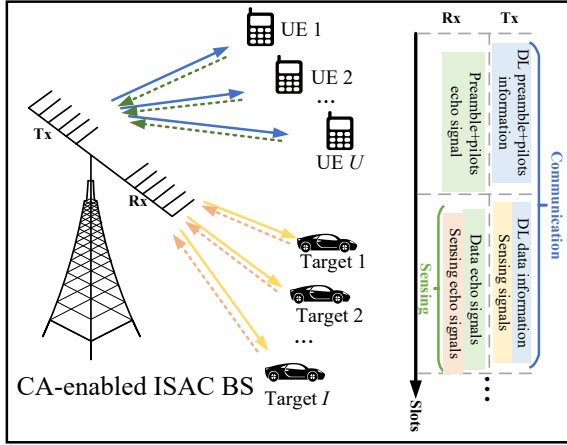 UE 1
UE 2
...
UE U
Tx
Rx
Target 1
Target 2
...
Target I
CA-enabled ISAC BS
Rx
Tx
Preamble+pilots
echo signal
DL preamble+pilots
information
Communication
Sensing
Sensing echo signals
Data echo signals
Sensing signals
DL data information
...
Slots